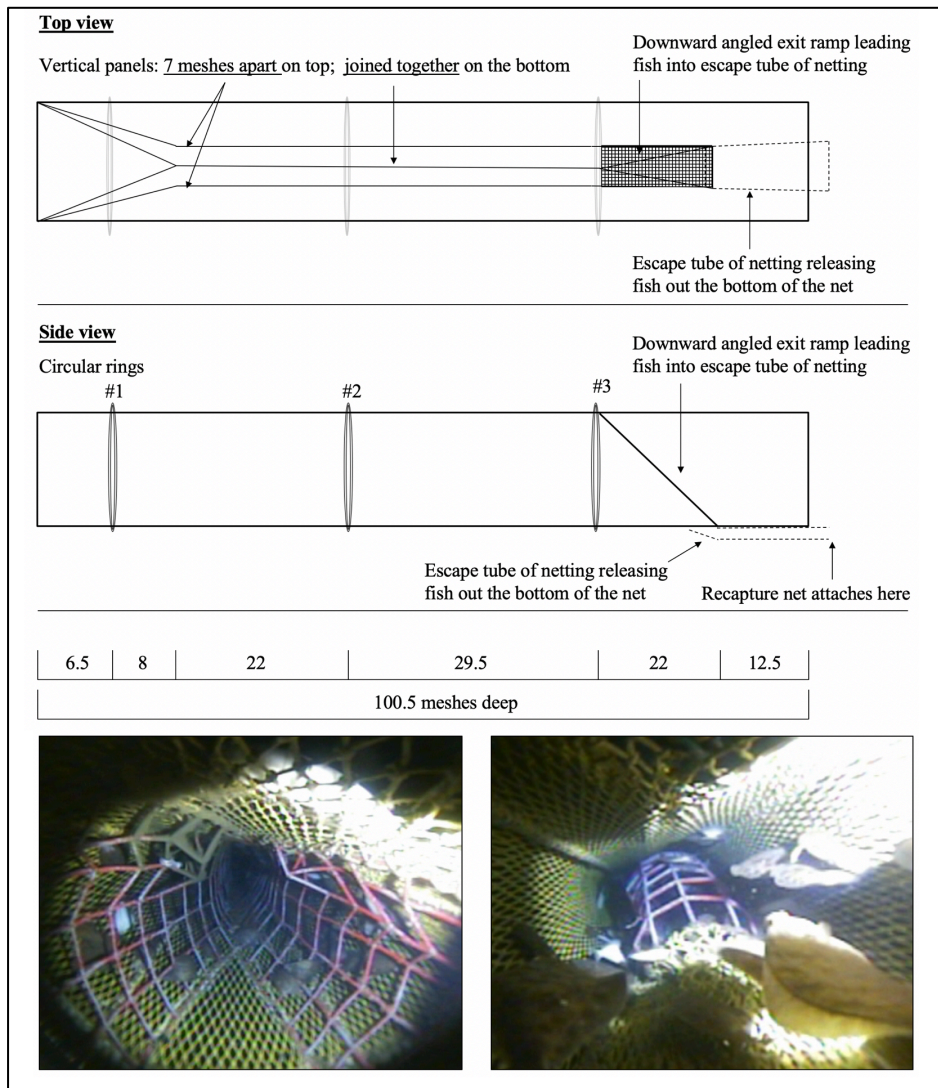 Top view
Downward angled exit ramp leading
fish into escape tube of netting
Vertical panels: 7 meshes apart on top; joined together on the bottom
Escape tube of netting releasing
fish out the bottom of the net
Side view
Downward angled exit ramp leading
fish into escape tube of netting
Circular rings
#1
#2
#3
Escape tube of netting releasing
fish out the bottom of the net
Recapture net attaches here
6.5
8
22
29.5
22
12.5
100.5 meshes deep